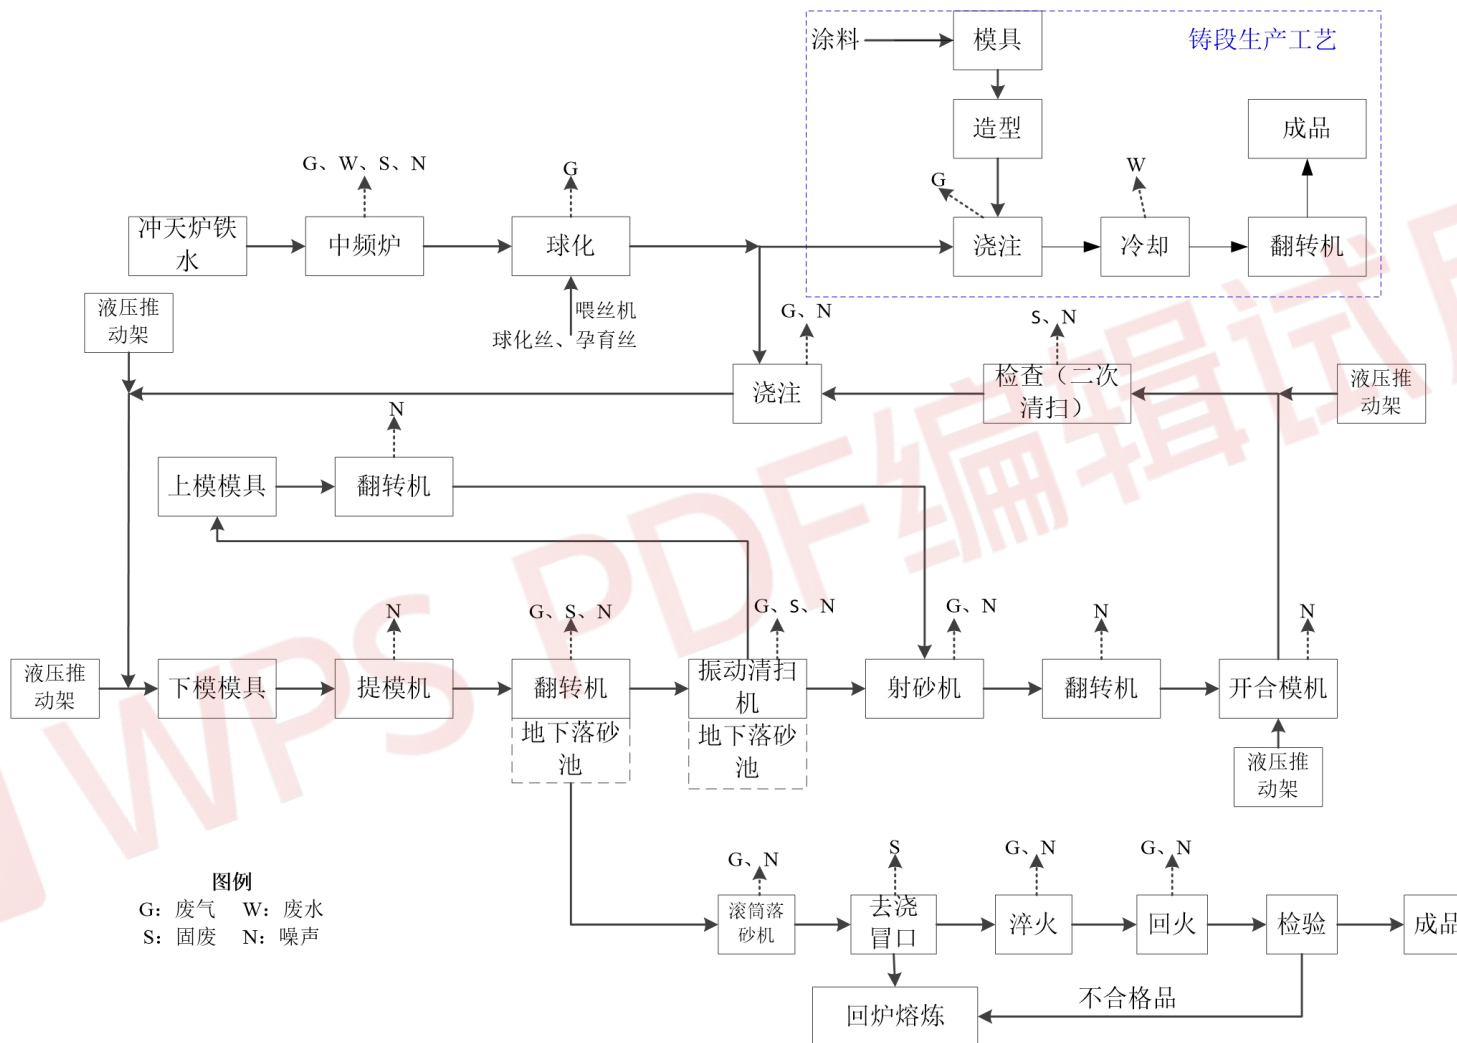 涂料
模具
铸段生产工艺
造型
成品
G、W、S、N
G
G
W
冲天炉铁
水
中频炉
球化
浇注
冷却
翻转机
喂丝机
球化丝、孕育丝
液压推
动架
G、N
S、N
浇注
检查（二次
清扫）
液压推
动架
N
上模模具
翻转机
N
G、S、N
G、S、N
G、N
N
N
液压推
动架
下模模具
提模机
翻转机
振动清扫
机
射砂机
翻转机
开合模机
地下落砂
池
地下落砂
池
液压推
动架
G、N
S
G、N
G、N
滚筒落
砂机
去浇
冒口
淬火
回火
检验
成品
不合格品
回炉熔炼
图例
G：废气 W：废水
S：固废 N：噪声
WPS PDF编辑试用